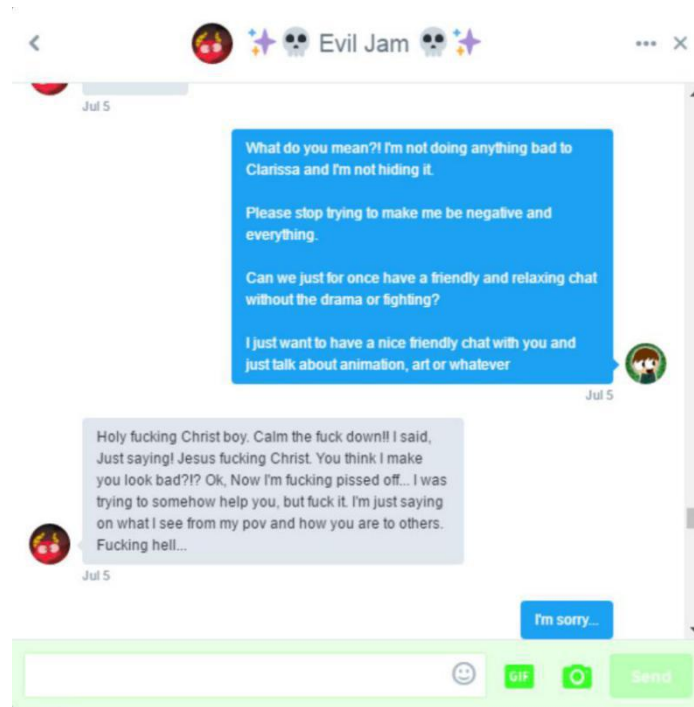 ✨💀 Evil Jam 💀✨
Jul 5
What do you mean?! I'm not doing anything bad to
Clarissa and I'm not hiding it.
Please stop trying to make me be negative and
everything.
Can we just for once have a friendly and relaxing chat
without the drama or fighting?
I just want to have a nice friendly chat with you and
just talk about animation, art or whatever
Jul 5
Holy fucking Christ boy. Calm the fuck down!! I said,
Just saying! Jesus fucking Christ. You think I make
you look bad?!? Ok, Now I'm fucking pissed off... I was
trying to somehow help you, but fuck it. I'm just saying
on what I see from my pov and how you are to others.
Fucking hell...
Jul 5
I'm sorry...
GIF
Send